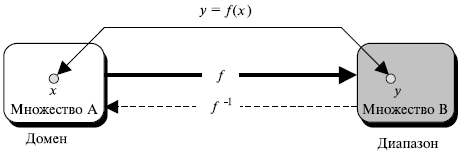 y = f(x)
x
f
y
Множество A
f -1
Множество B
Домен
Диапазон